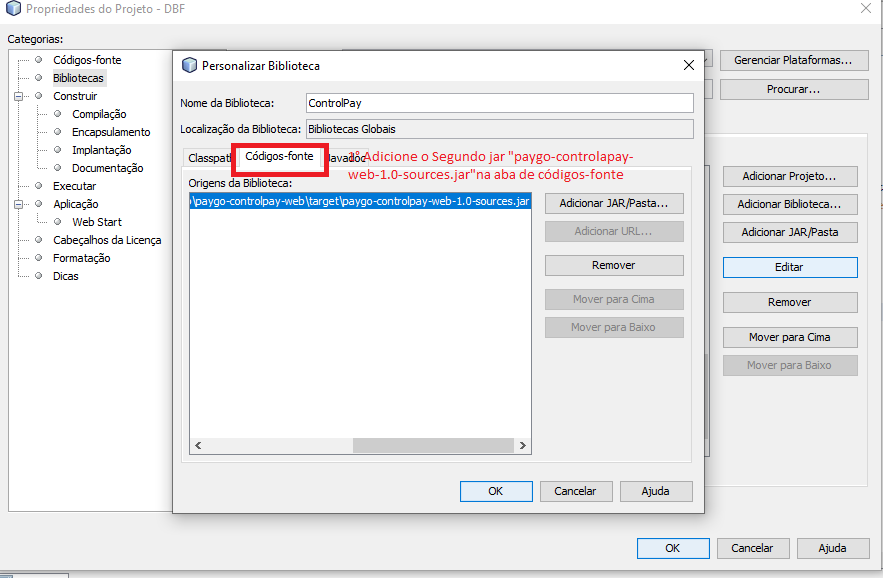 Propriedades do Projeto - DBF
Categorias:
Códigos-fonte
Bibliotecas
Construir
Compilação
Encapsulamento
Implantação
Documentação
Executar
Aplicação
Web Start
Cabeçalhos da Licença
Formatação
Dicas
Gerenciar Plataformas...
Procurar...
Adicionar Projeto...
Adicionar Biblioteca...
Adicionar JAR/Pasta
Editar
Remover
Mover para Cima
Mover para Baixo
Personalizar Biblioteca
Nome da Biblioteca: ControlPay
Localização da Biblioteca: Bibliotecas Globais
Classpath Códigos-fonte Javadoc
1° Adicione o Segundo jar "paygo-controlapay-
web-1.0-sources.jar"na aba de códigos-fonte
Origens da Biblioteca:
\paygo-controlpay-web\target\paygo-controlpay-web-1.0-sources.jar
Adicionar JAR/Pasta...
Adicionar URL...
Remover
Mover para Cima
Mover para Baixo
OK Cancelar Ajuda
OK Cancelar Ajuda